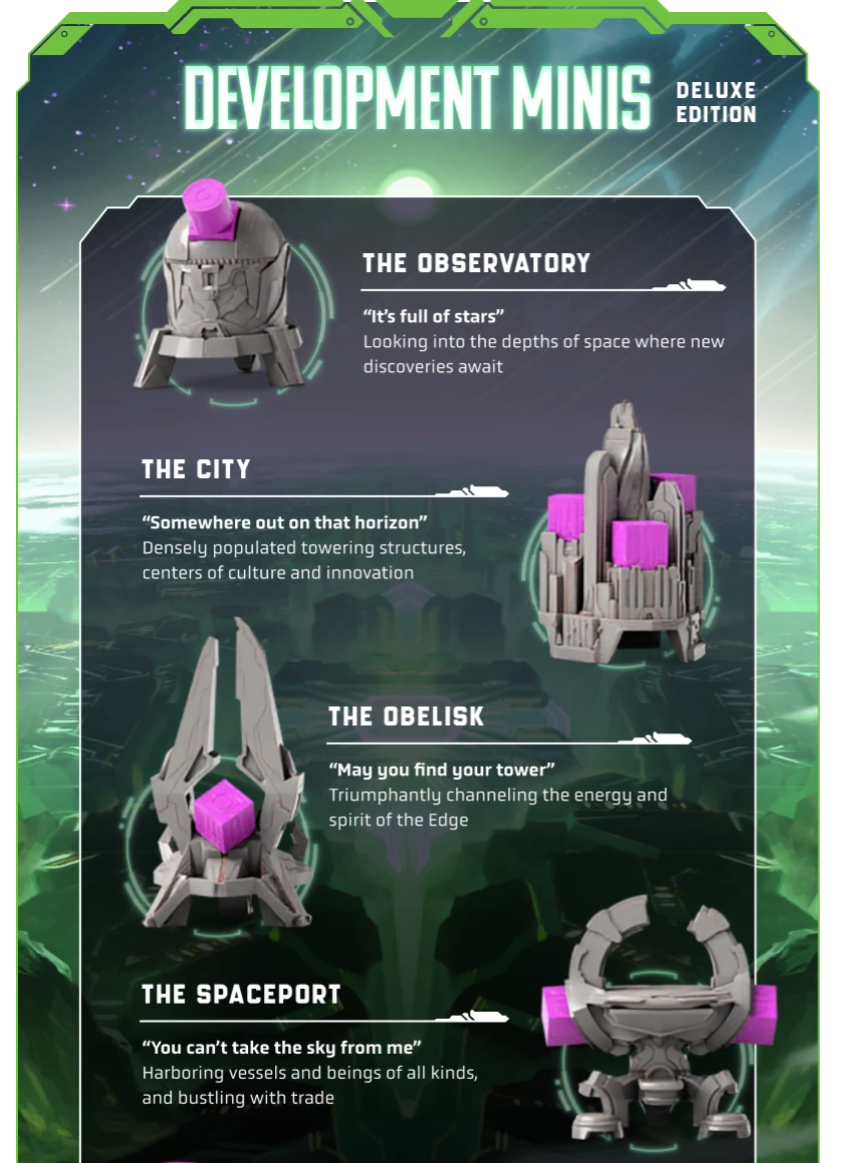 DEVELOPMENT MINIS
DELUXE
EDITION
THE OBSERVATORY
“It’s full of stars”
Looking into the depths of space where new
discoveries await
THE CITY
“Somewhere out on that horizon”
Densely populated towering structures,
centers of culture and innovation
THE OBELISK
“May you find your tower”
Triumphantly channeling the energy and
spirit of the Edge
THE SPACEPORT
“You can’t take the sky from me”
Harboring vessels and beings of all kinds,
and bustling with trade